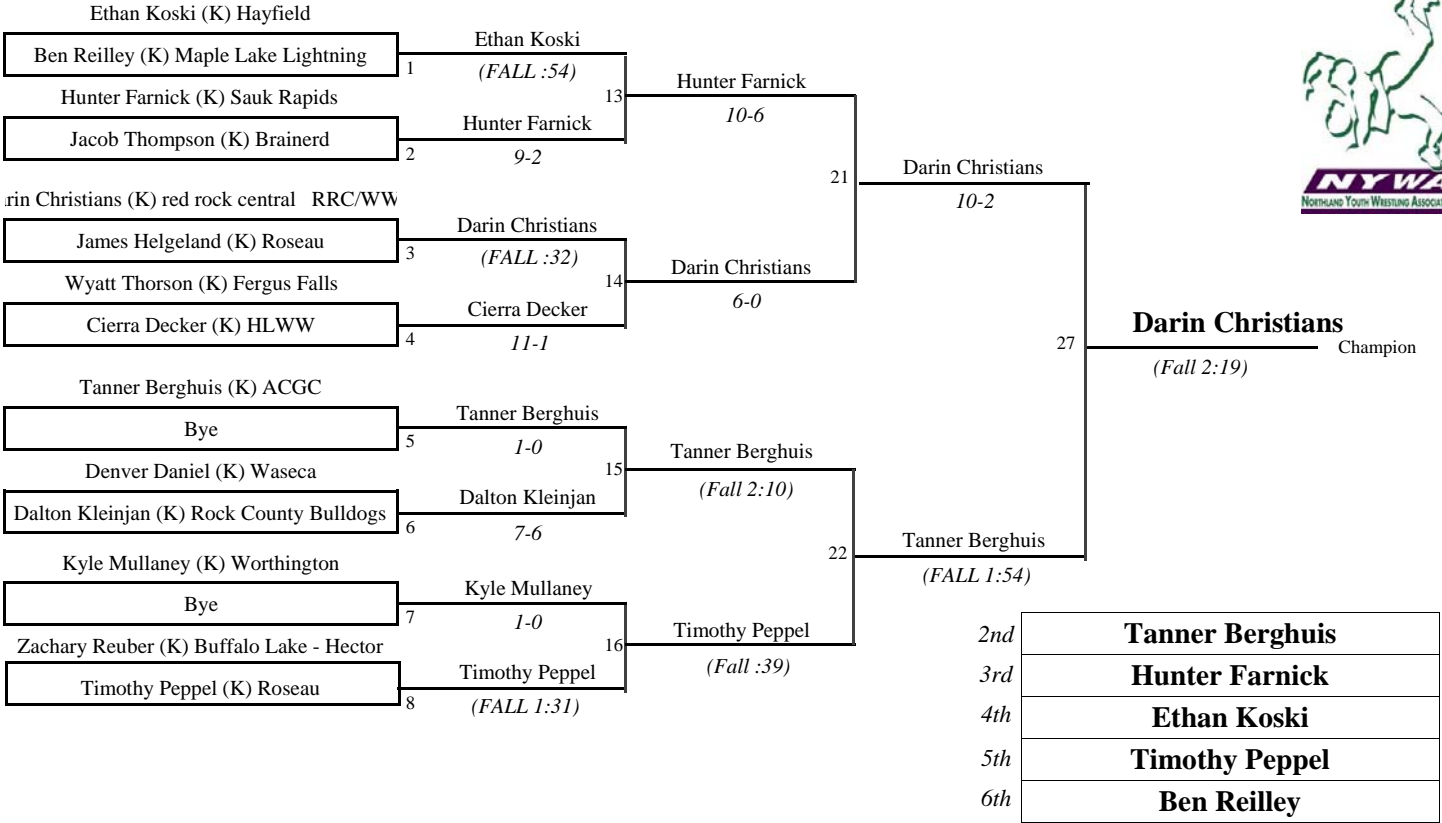 Ethan Koski (K) Hayfield
Ben Reilley (K) Maple Lake Lightning
1
Hunter Farnick (K) Sauk Rapids
Jacob Thompson (K) Brainerd
2
rin Christians (K) red rock central RRC/WW
James Helgeland (K) Roseau
3
Wyatt Thorson (K) Fergus Falls
Cierra Decker (K) HLWW
4
Tanner Berghuis (K) ACGC
Bye
5
Denver Daniel (K) Waseca
Dalton Kleinjan (K) Rock County Bulldogs
6
Kyle Mullaney (K) Worthington
Bye
7
Zachary Reuber (K) Buffalo Lake - Hector
Timothy Peppel (K) Roseau
8
Ethan Koski
(FALL :54)
13
Hunter Farnick
9-2
Darin Christians
(FALL :32)
14
Cierra Decker
11-1
Tanner Berghuis
1-0
15
Dalton Kleinjan
7-6
Kyle Mullaney
1-0
16
Timothy Peppel
(FALL 1:31)
Hunter Farnick
10-6
21
Darin Christians
6-0
Tanner Berghuis
(Fall 2:10)
22
Timothy Peppel
(Fall :39)
Darin Christians
10-2
27
Tanner Berghuis
(FALL 1:54)
Darin Christians
Champion
(Fall 2:19)
NYWA
NORTHLAND YOUTH WRESTLING
2nd Tanner Berghuis
3rd Hunter Farnick
4th Ethan Koski
5th Timothy Peppel
6th Ben Reilley